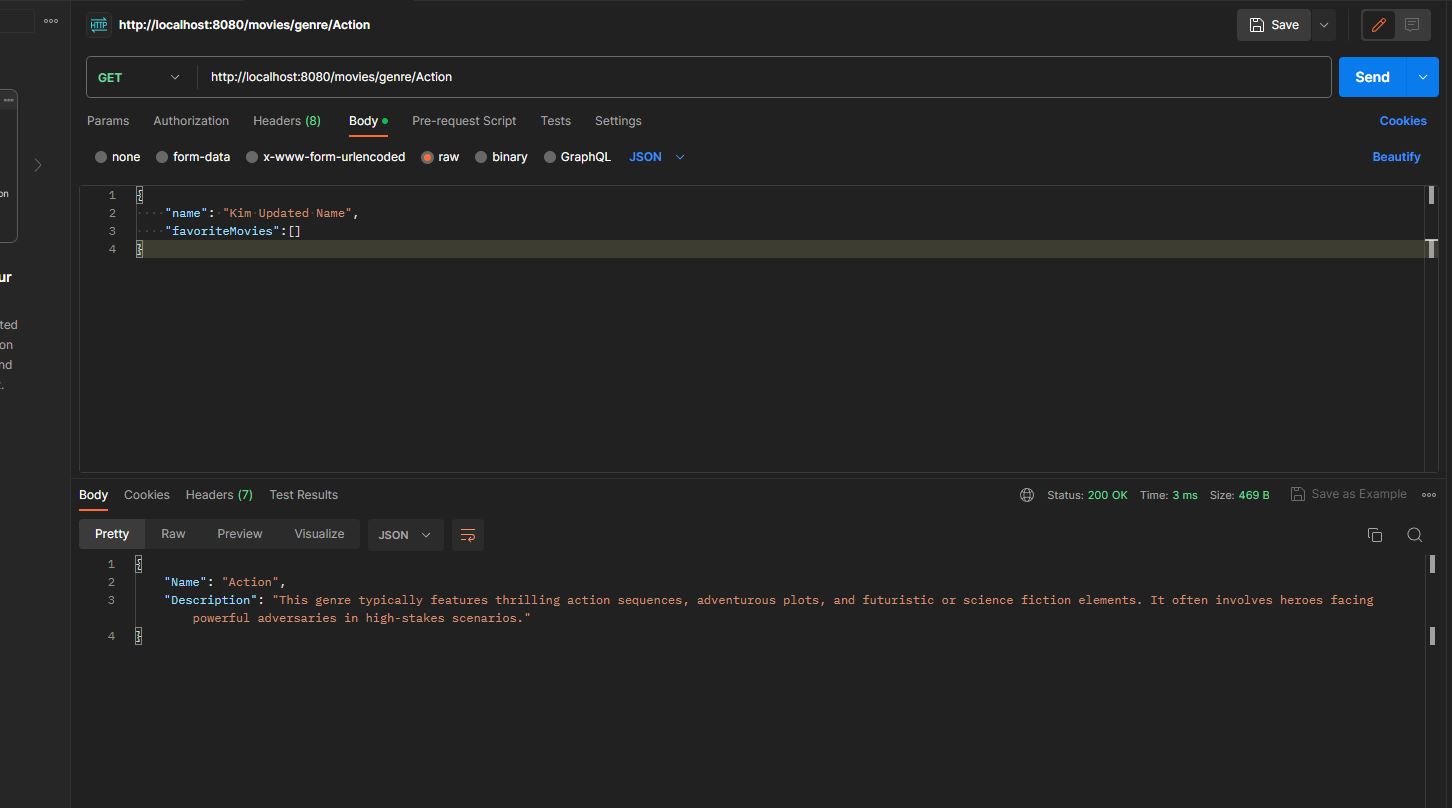 HTTP http://localhost:8080/movies/genre/Action Save
GET http://localhost:8080/movies/genre/Action Send
Params Authorization Headers (8) Body Pre-request Script Tests Settings Cookies
none form-data x-www-form-urlencoded raw binary GraphQL JSON Beautify
on
1 {
2 "name": "Kim Updated Name",
3 "favoriteMovies":[]
4 }
ur
ted
on
nd
Body Cookies Headers (7) Test Results Status: 200 OK Time: 3 ms Size: 469 B Save as Example
Pretty Raw Preview Visualize JSON
1 {
2 "Name": "Action",
3 "Description": "This genre typically features thrilling action sequences, adventurous plots, and futuristic or science fiction elements. It often involves heroes facing
powerful adversaries in high-stakes scenarios."
4 }